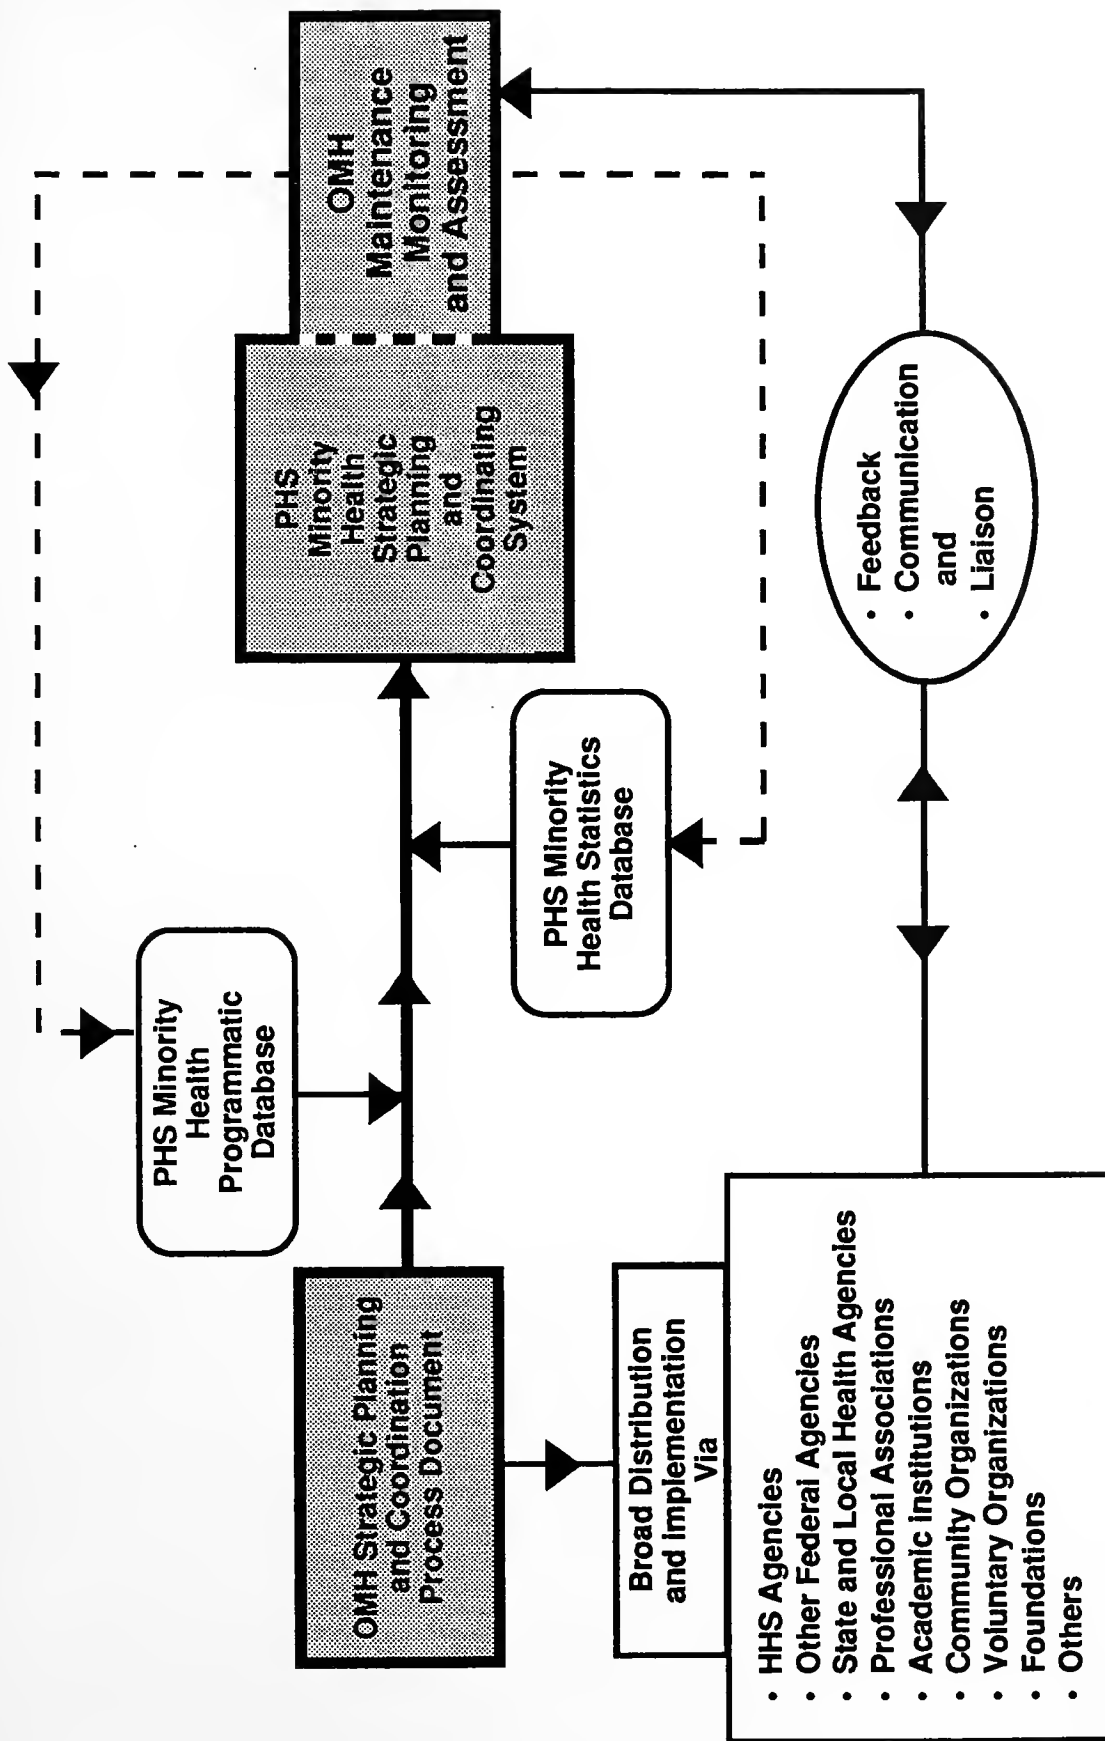 OMH Strategic Planning
and Coordination
Process Document
PHS Minority
Health
Programmatic
Database
PHS Minority
Health Statistics
Database
PHS
Minority
Health
Strategic
Planning
and
Coordinating
System
OMH
Maintenance
Monitoring
and Assessment
Broad Distribution
and Implementation
Via
• HHS Agencies
• Other Federal Agencies
• State and Local Health Agencies
• Professional Associations
• Academic Institutions
• Community Organizations
• Voluntary Organizations
• Foundations
• Others
• Feedback
• Communication
and
• Liaison